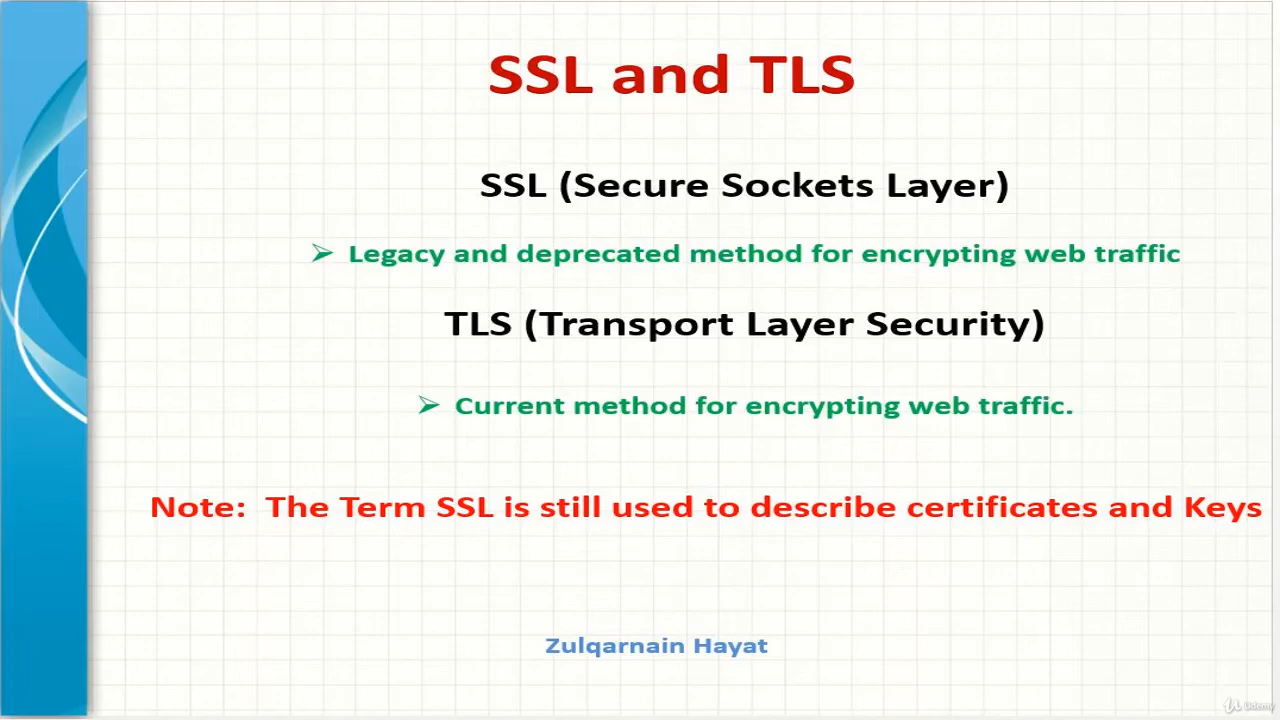 SSL and TLS
SSL (Secure Sockets Layer)
➢ Legacy and deprecated method for encrypting web traffic
TLS (Transport Layer Security)
➢ Current method for encrypting web traffic.
Note: The Term SSL is still used to describe certificates and Keys
Zulqarnain Hayat
Udemy